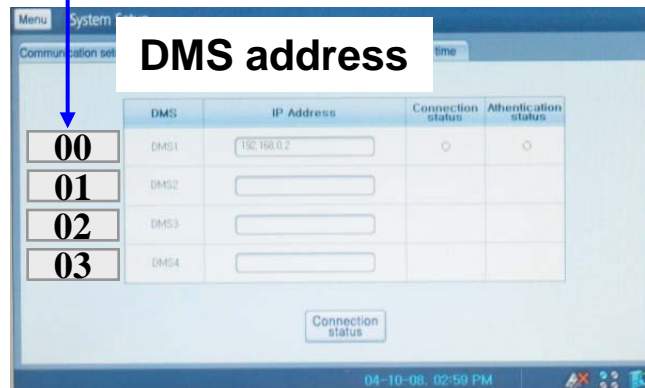 Menu System
Communication set time
DMS address
DMS IP Address Connection status Athentication status
00 DMS1 192.168.0.2
01 DMS2
02 DMS3
03 DMS4
Connection status
04-10-08, 02:59 PM